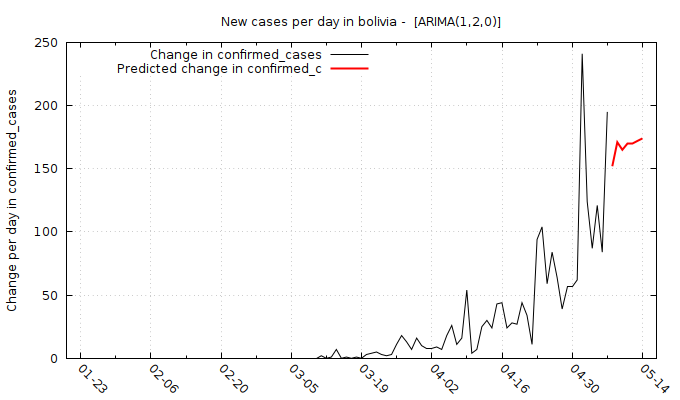 New cases per day in bolivia -  [ARIMA(1,2,0)]
Change in confirmed_cases
Predicted change in confirmed_c
Change per day in confirmed_cases
250
200
150
100
50
0
01-23 02-06 02-20 03-05 03-19 04-02 04-16 04-30 05-14